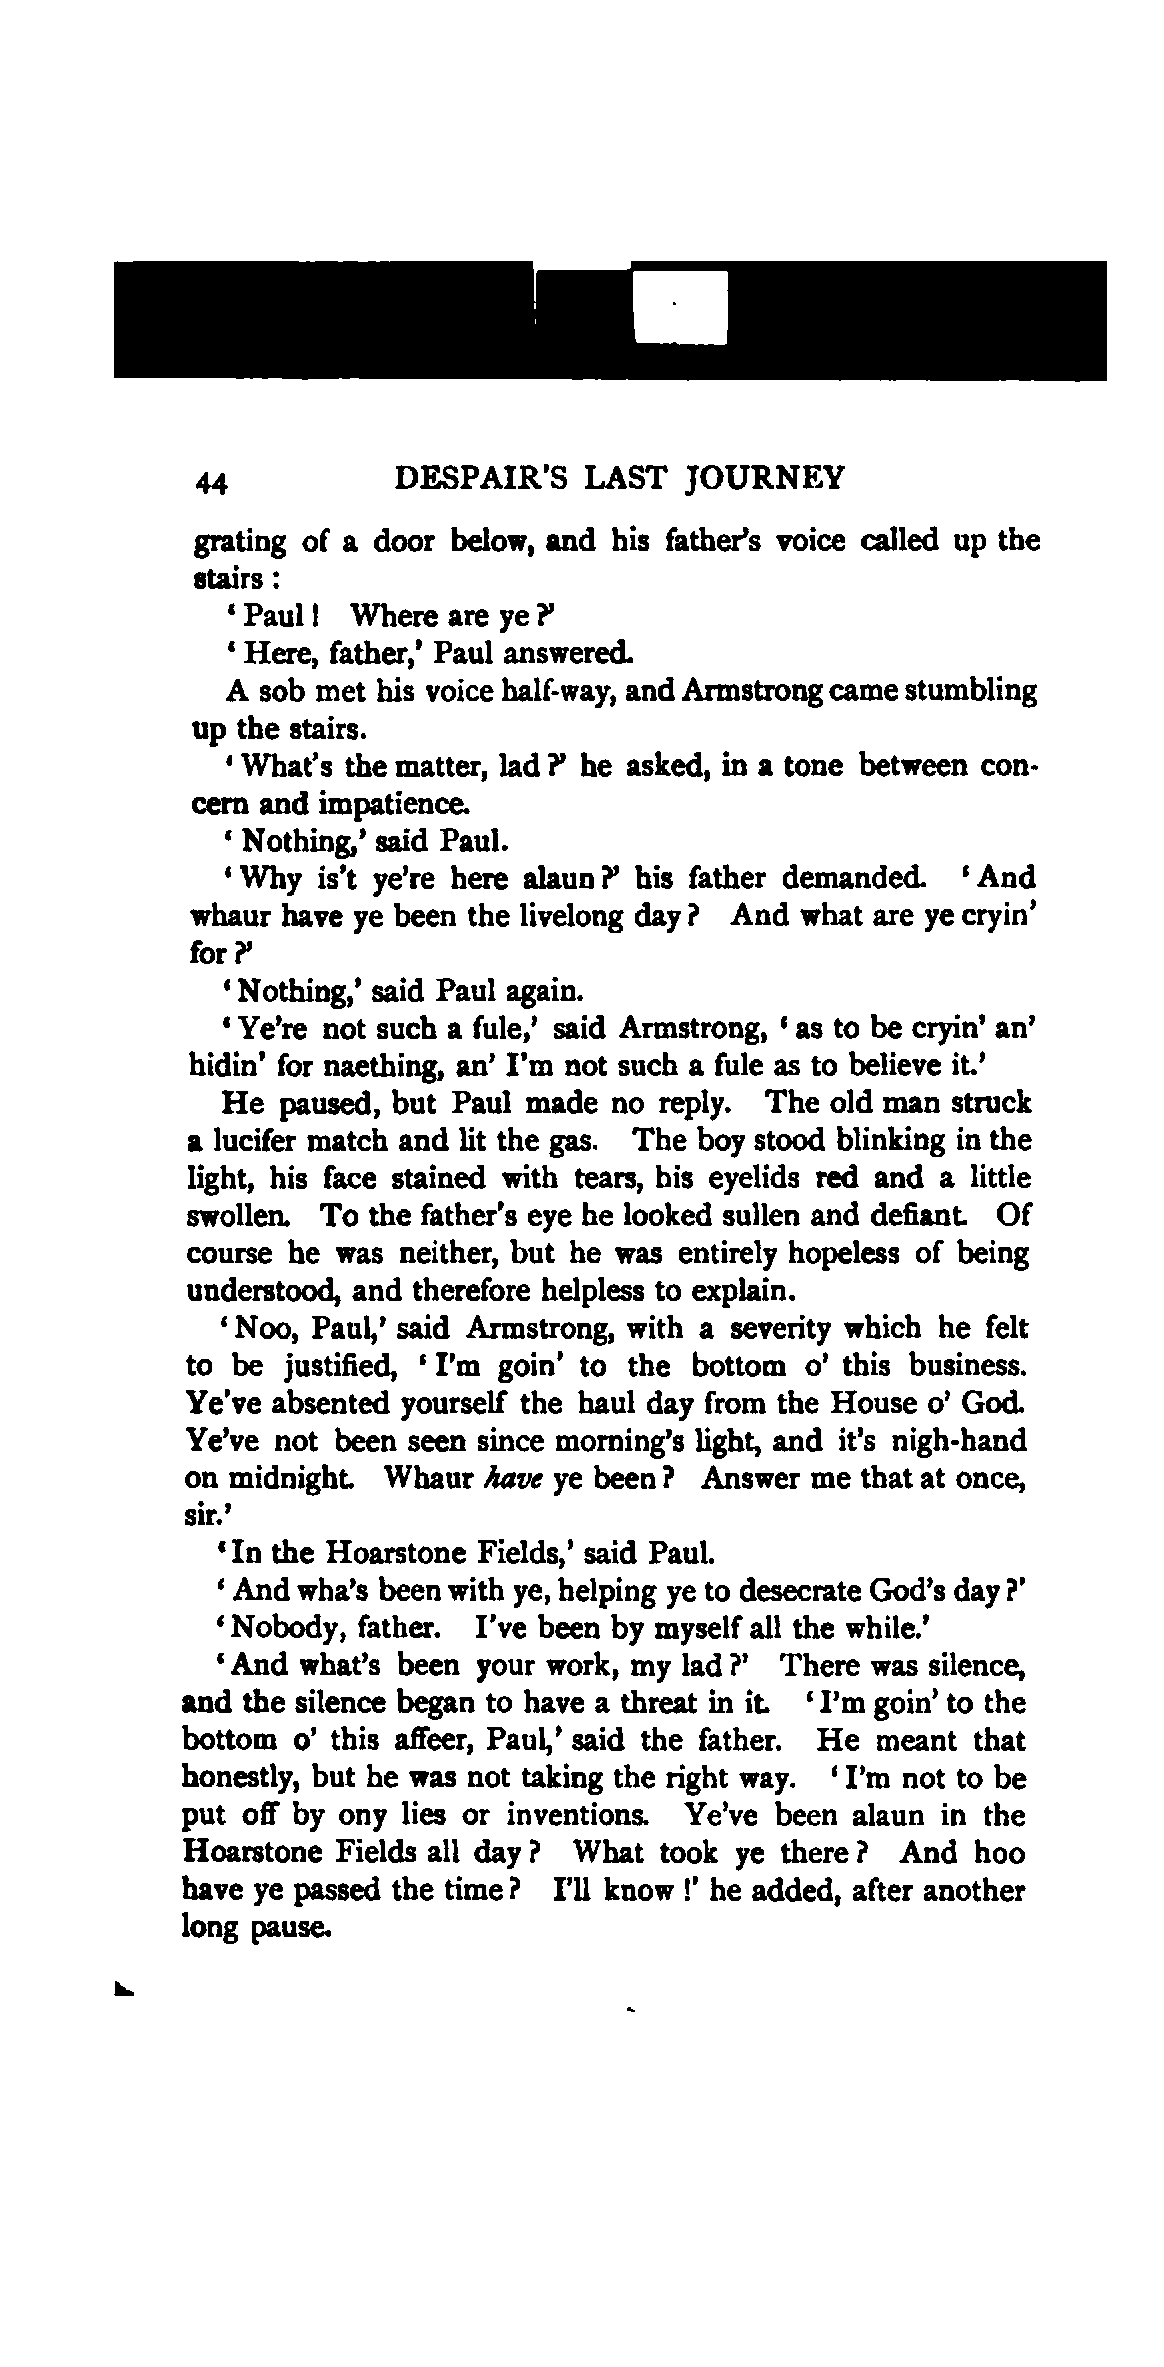 44 DESPAIR'S LAST JOURNEY
grating of a door below, and his father's voice called up the
stairs :
‘ Paul ! Where are ye ?’
‘ Here, father,’ Paul answered.
A sob met his voice half-way, and Armstrong came stumbling
up the stairs.
‘ What's the matter, lad ?’ he asked, in a tone between con-
cern and impatience.
‘ Nothing,’ said Paul.
‘ Why is't ye're here alaun ?’ his father demanded. ‘ And
whaur have ye been the livelong day ? And what are ye cryin’
for ?’
‘ Nothing,’ said Paul again.
‘ Ye're not such a fule,’ said Armstrong, ‘ as to be cryin’ an’
hidin’ for naething, an’ I'm not such a fule as to believe it.’
He paused, but Paul made no reply. The old man struck
a lucifer match and lit the gas. The boy stood blinking in the
light, his face stained with tears, his eyelids red and a little
swollen. To the father's eye he looked sullen and defiant. Of
course he was neither, but he was entirely hopeless of being
understood, and therefore helpless to explain.
‘ Noo, Paul,’ said Armstrong, with a severity which he felt
to be justified, ‘ I'm goin’ to the bottom o’ this business.
Ye've absented yourself the haul day from the House o’ God.
Ye've not been seen since morning's light, and it's nigh-hand
on midnight. Whaur have ye been ? Answer me that at once,
sir.’
‘ In the Hoarstone Fields,’ said Paul.
‘ And wha's been with ye, helping ye to desecrate God's day ?’
‘ Nobody, father. I've been by myself all the while.’
‘ And what's been your work, my lad ?’ There was silence,
and the silence began to have a threat in it. ‘ I'm goin’ to the
bottom o’ this affeer, Paul,’ said the father. He meant that
honestly, but he was not taking the right way. ‘ I'm not to be
put off by ony lies or inventions. Ye've been alaun in the
Hoarstone Fields all day ? What took ye there ? And hoo
have ye passed the time ? I'll know !’ he added, after another
long pause.